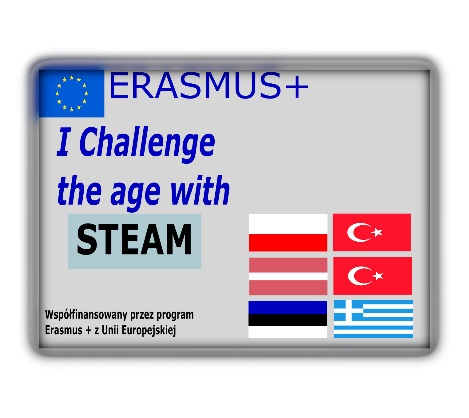 ERASMUS+
I Challenge
the age with
STEAM
Współfinansowany przez program
Erasmus + z Unii Europejskiej